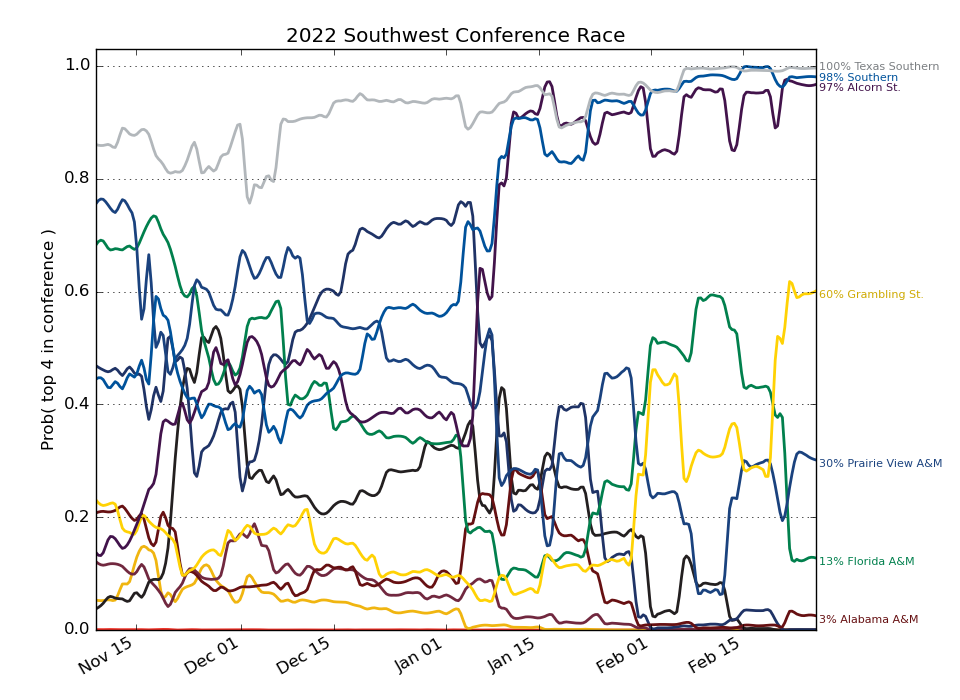 2022 Southwest Conference Race
Prob( top 4 in conference )
1.0
0.8
0.6
0.4
0.2
0.0
Nov 15
Dec 01
Dec 15
Jan 01
Jan 15
Feb 01
Feb 15
100% Texas Southern
98% Southern
97% Alcorn St.
60% Grambling St.
30% Prairie View A&M
13% Florida A&M
3% Alabama A&M